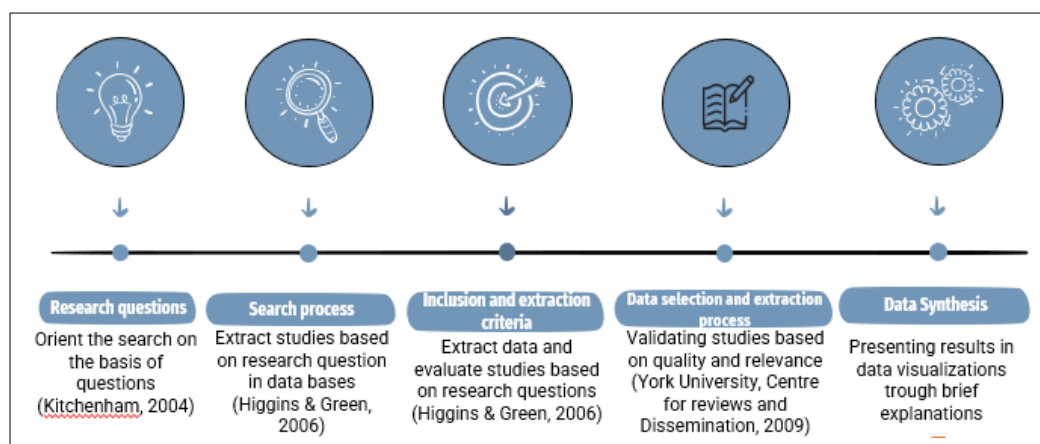 Research questions
Orient the search on
the basis of
questions
(Kitchenham, 2004)
Search process
Extract studies based
on research question
in data bases
(Higgins & Green,
2006)
Inclusion and extraction
criteria
Extract data and
evaluate studies based
on research questions
(Higgins & Green, 2006)
Data selection and extraction
process
Validating studies based
on quality and relevance
(York University, Centre
for reviews and
Dissemination, 2009)
Data Synthesis
Presenting results in
data visualizations
trough brief
explanations